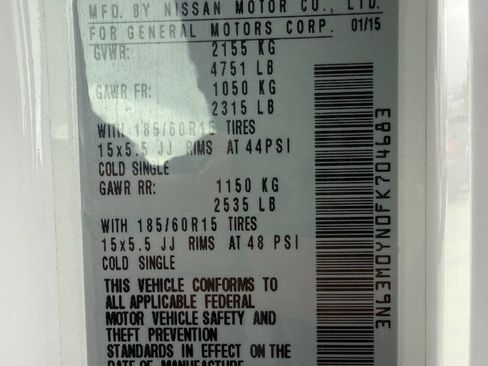 MFD. BY NISSAN MOTOR CO., LTD.
FOR GENERAL MOTORS CORP. 01/15
GVWR: 2155 KG
4751 LB
GAWR FR: 1050 KG
2315 LB
WITH 185/60R15 TIRES
15x5.5 JJ RIMS AT 44PSI
COLD SINGLE
GAWR RR: 1150 KG
2535 LB
WITH 185/60R15 TIRES
15x5.5 JJ RIMS AT 48 PSI
COLD SINGLE
THIS VEHICLE CONFORMS TO
ALL APPLICABLE FEDERAL
MOTOR VEHICLE SAFETY AND
THEFT PREVENTION
STANDARDS IN EFFECT ON THE
DATE OF MANUFACTURE
3N63M0YN0FK704683